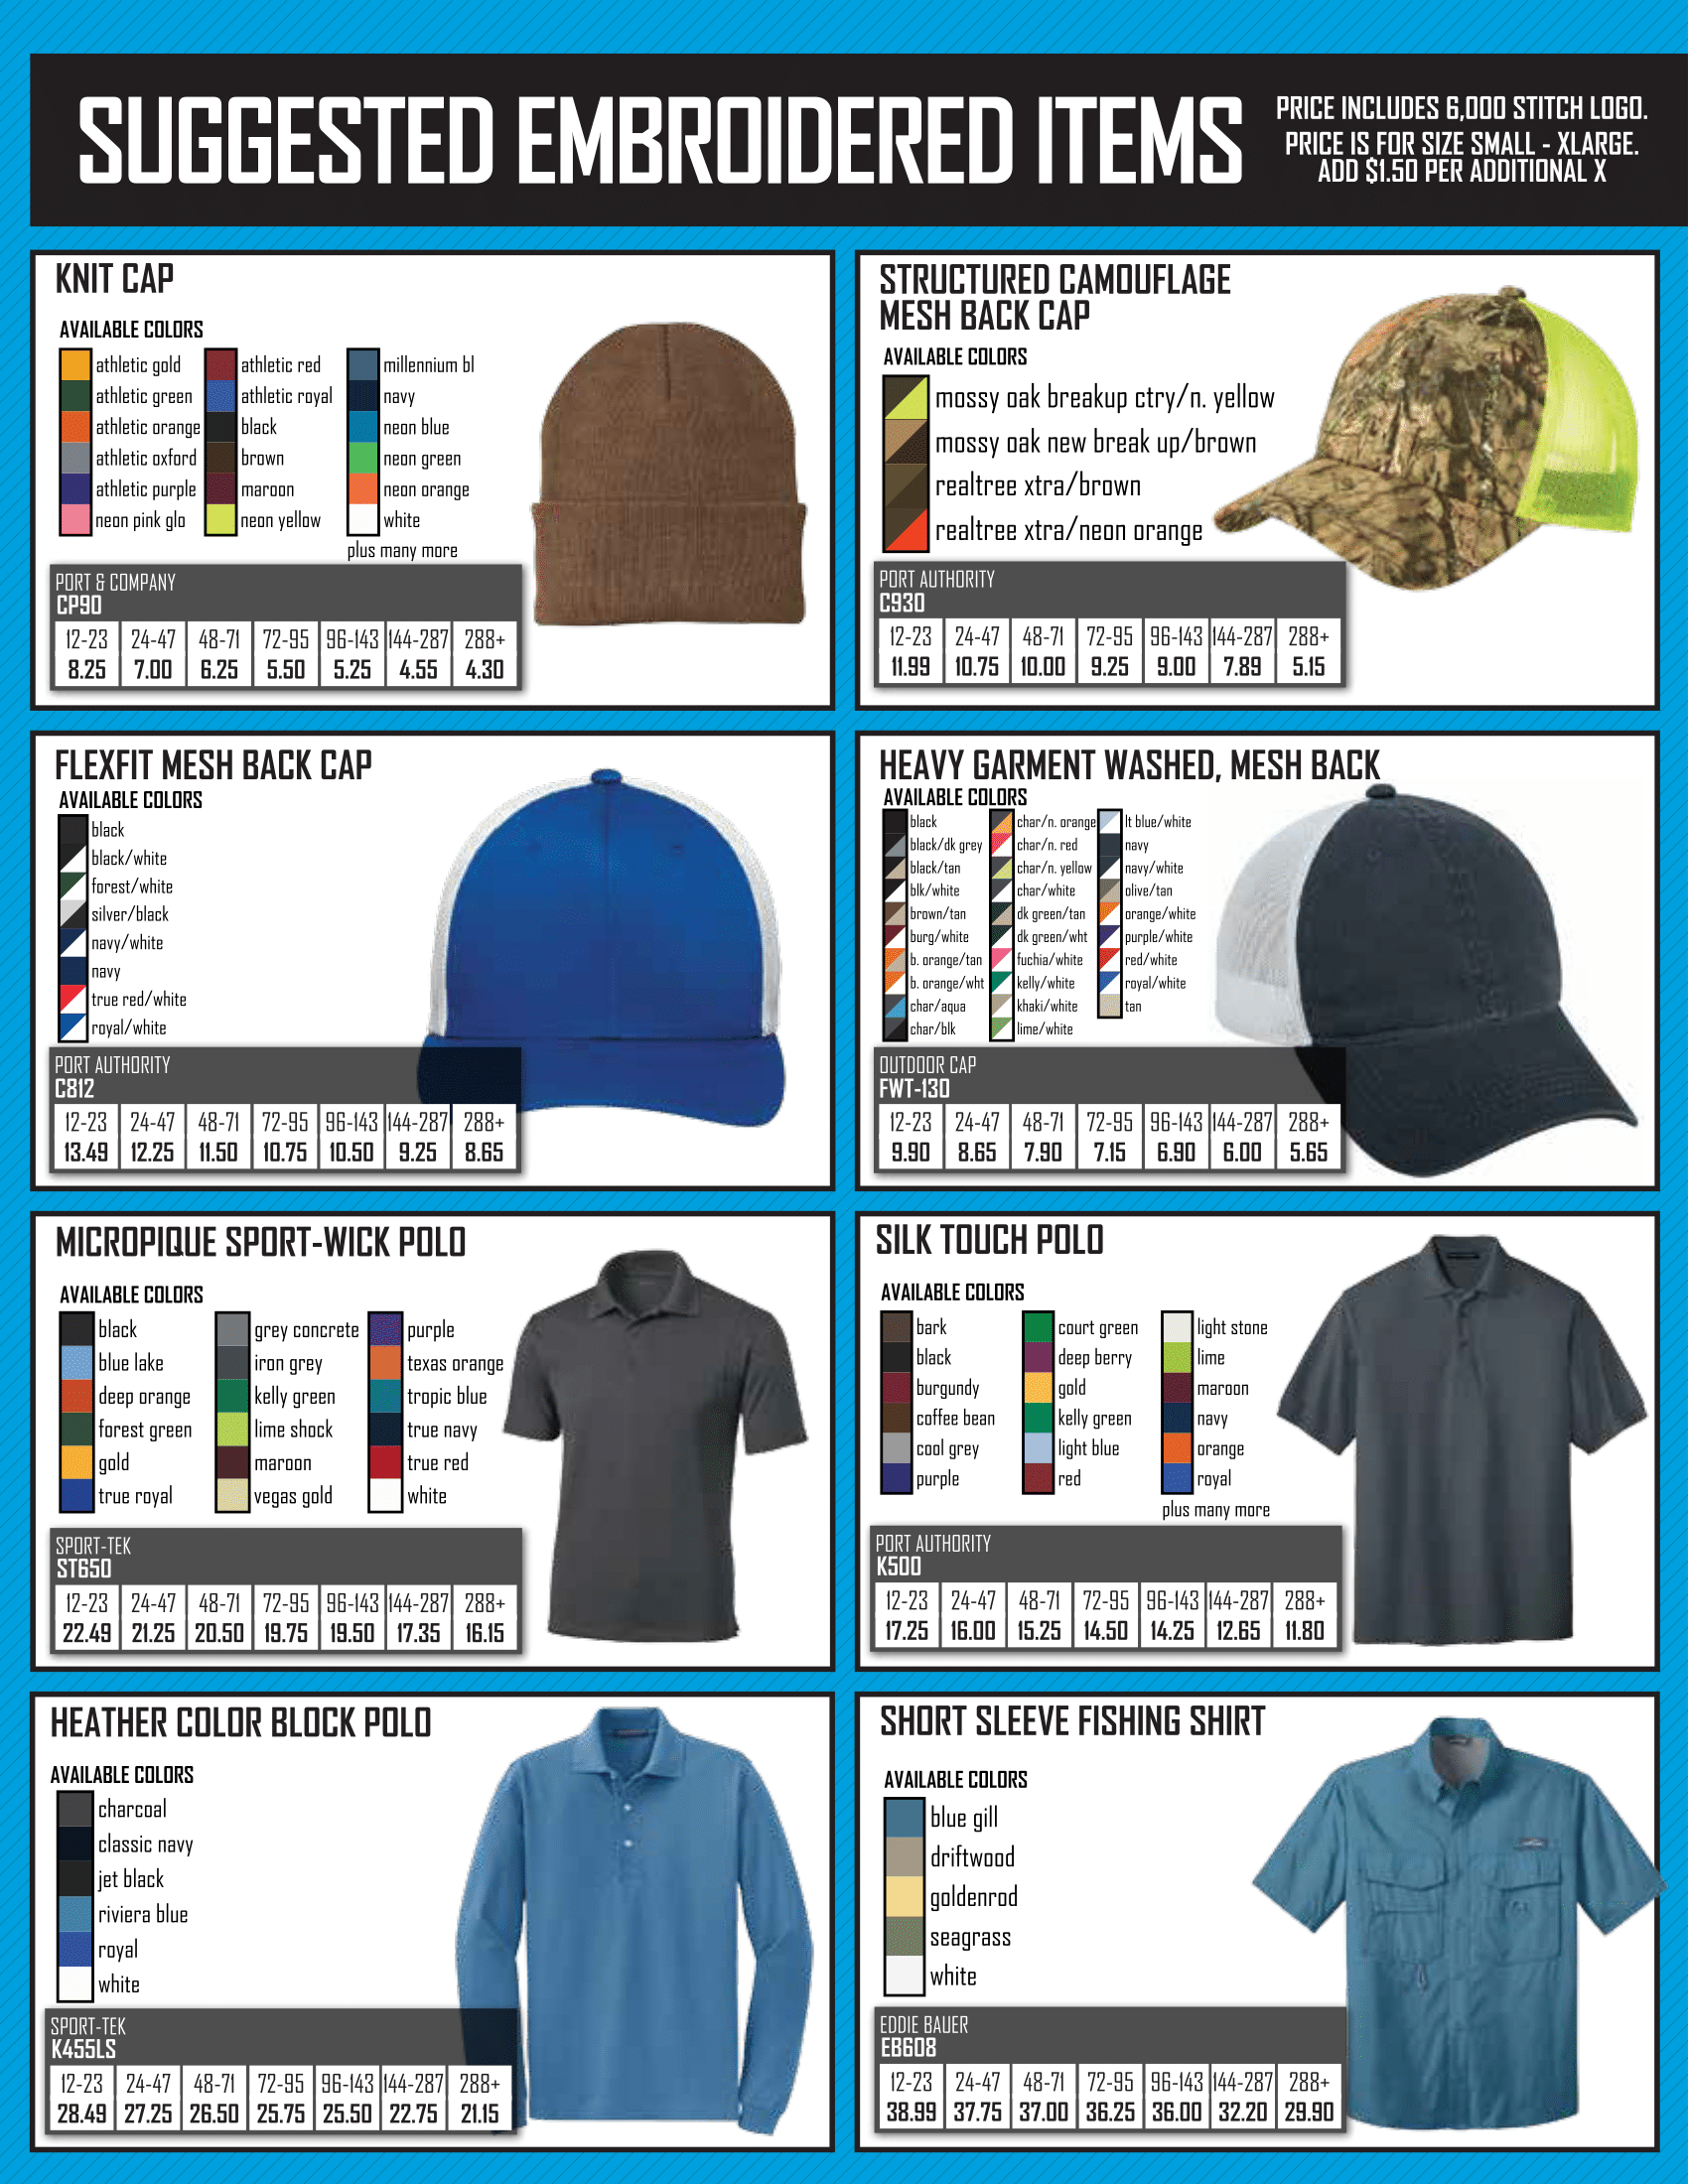 SUGGESTED EMBROIDERED ITEMS
PRICE INCLUDES 6,000 STITCH LOGO.
PRICE IS FOR SIZE SMALL - XLARGE.
ADD $1.50 PER ADDITIONAL X
KNIT CAP
AVAILABLE COLORS
athletic gold athletic red millennium bl
athletic green athletic royal navy
athletic orange black neon blue
athletic oxford brown neon green
athletic purple maroon neon orange
neon pink glo neon yellow white
plus many more
PORT & COMPANY
CP90
12-23 24-47 48-71 72-95 96-143 144-287 288+
8.25 7.00 6.25 5.50 5.25 4.55 4.30
STRUCTURED CAMOUFLAGE
MESH BACK CAP
AVAILABLE COLORS
mossy oak breakup ctry/n. yellow
mossy oak new break up/brown
realtree xtra/brown
realtree xtra/neon orange
PORT AUTHORITY
C930
12-23 24-47 48-71 72-95 96-143 144-287 288+
11.99 10.75 10.00 9.25 9.00 7.89 5.15
FLEXFIT MESH BACK CAP
AVAILABLE COLORS
black
black/white
forest/white
silver/black
navy/white
navy
true red/white
royal/white
PORT AUTHORITY
C812
12-23 24-47 48-71 72-95 96-143 144-287 288+
13.49 12.25 11.50 10.75 10.50 9.25 8.65
HEAVY GARMENT WASHED, MESH BACK
AVAILABLE COLORS
black char/n. orange lt blue/white
black/dk grey char/n. red navy
black/tan char/n. yellow navy/white
blk/white char/white olive/tan
brown/tan dk green/tan orange/white
burg/white dk green/wht purple/white
b. orange/tan fuchia/white red/white
b. orange/wht kelly/white royal/white
char/aqua khaki/white tan
char/blk lime/white
OUTDOOR CAP
FWT-130
12-23 24-47 48-71 72-95 96-143 144-287 288+
9.90 8.65 7.90 7.15 6.90 6.00 5.65
MICROPIQUE SPORT-WICK POLO
AVAILABLE COLORS
black grey concrete purple
blue lake iron grey texas orange
deep orange kelly green tropic blue
forest green lime shock true navy
gold maroon true red
true royal vegas gold white
SPORT-TEK
ST650
12-23 24-47 48-71 72-95 96-143 144-287 288+
22.49 21.25 20.50 19.75 19.50 17.35 16.15
SILK TOUCH POLO
AVAILABLE COLORS
bark court green light stone
black deep berry lime
burgundy gold maroon
coffee bean kelly green navy
cool grey light blue orange
purple red royal
plus many more
PORT AUTHORITY
K500
12-23 24-47 48-71 72-95 96-143 144-287 288+
17.25 16.00 15.25 14.50 14.25 12.65 11.80
HEATHER COLOR BLOCK POLO
AVAILABLE COLORS
charcoal
classic navy
jet black
riviera blue
royal
white
SPORT-TEK
K455LS
12-23 24-47 48-71 72-95 96-143 144-287 288+
28.49 27.25 26.50 25.75 25.50 22.75 21.15
SHORT SLEEVE FISHING SHIRT
AVAILABLE COLORS
blue gill
driftwood
goldenrod
seagrass
white
EDDIE BAUER
EB608
12-23 24-47 48-71 72-95 96-143 144-287 288+
38.99 37.75 37.00 36.25 36.00 32.20 29.90